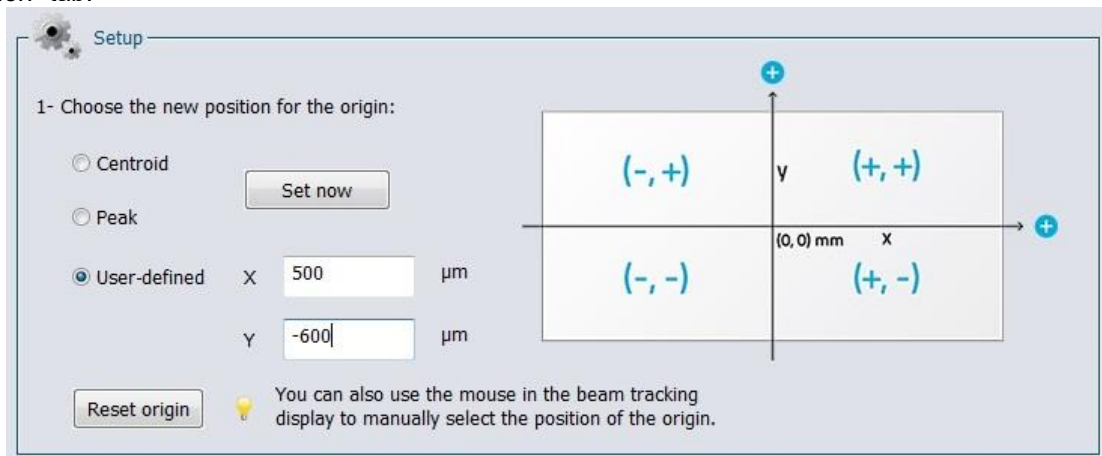 Setup
1- Choose the new position for the origin:
Centroid
Set now
Peak
User-defined X 500 µm
Y -600 µm
Reset origin
You can also use the mouse in the beam tracking
display to manually select the position of the origin.
+
(-, +) y (+, +)
(0, 0) mm x +
(-, -) (+, -)